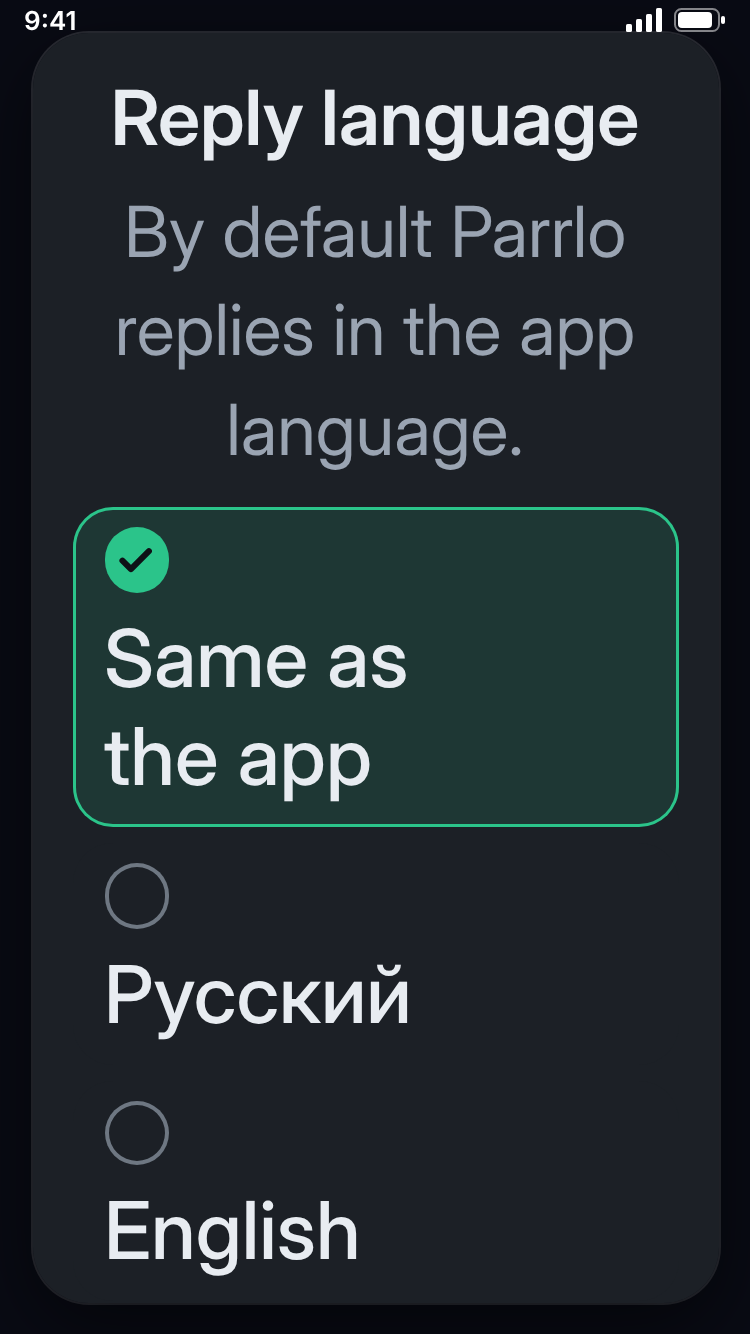 9:41
Reply language
By default Parrlo
replies in the app
language.
Same as
the app
Русский
English